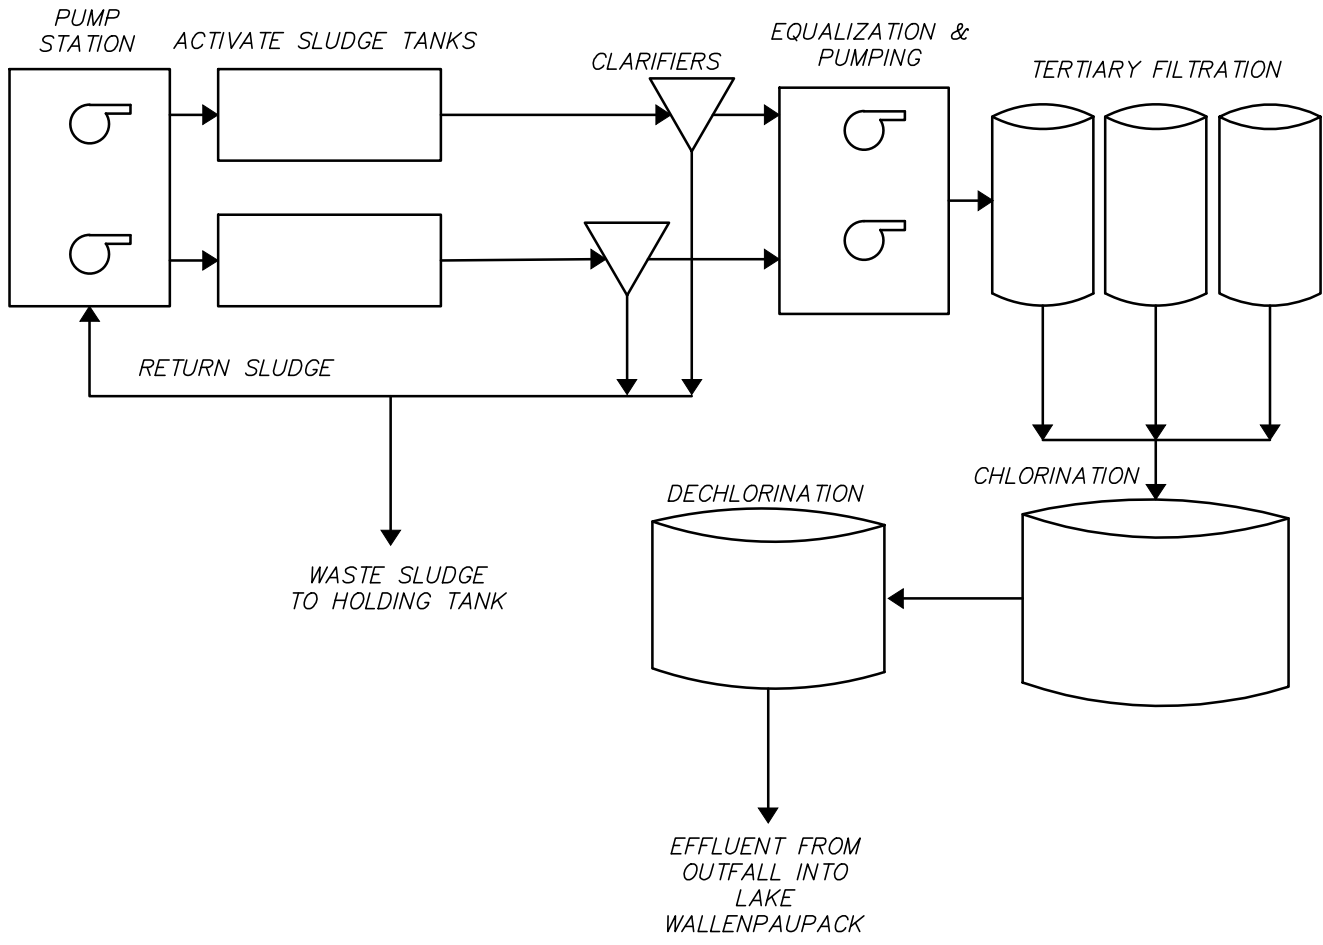 PUMP
STATION
ACTIVATE SLUDGE TANKS
CLARIFIERS
EQUALIZATION &
PUMPING
TERTIARY FILTRATION
RETURN SLUDGE
WASTE SLUDGE
TO HOLDING TANK
CHLORINATION
DECHLORINATION
EFFLUENT FROM
OUTFALL INTO
LAKE
WALLENPAUPACK